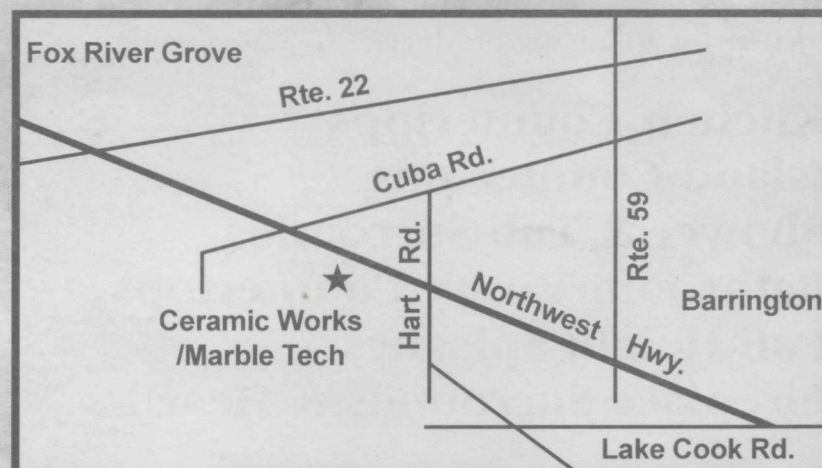 Fox River Grove
Rte. 22
Cuba Rd.
Hart Rd.
Rte. 59
Northwest Hwy.
Barrington
Ceramic Works
/Marble Tech
Lake Cook Rd.